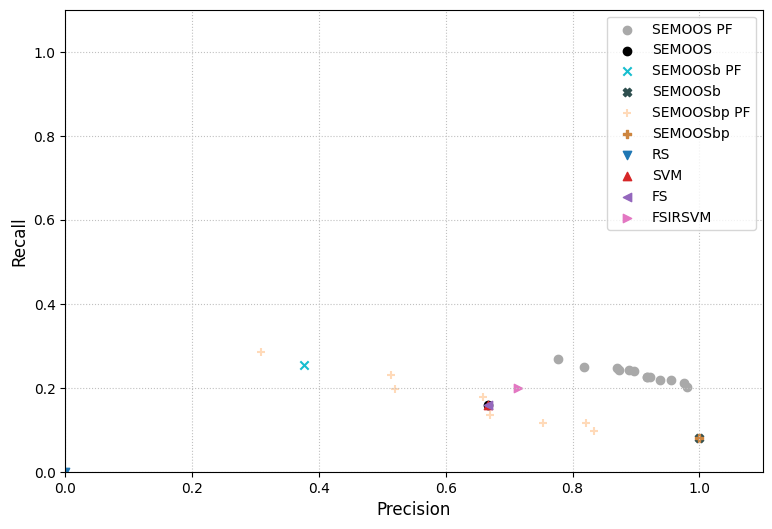 1.0
0.8
0.6
0.4
0.2
0.0
Recall
0.0 0.2 0.4 0.6 0.8 1.0
Precision
SEMOOS PF
SEMOOS
SEMOOSb PF
SEMOOSb
SEMOOSbp PF
SEMOOSbp
RS
SVM
FS
FSIRSVM